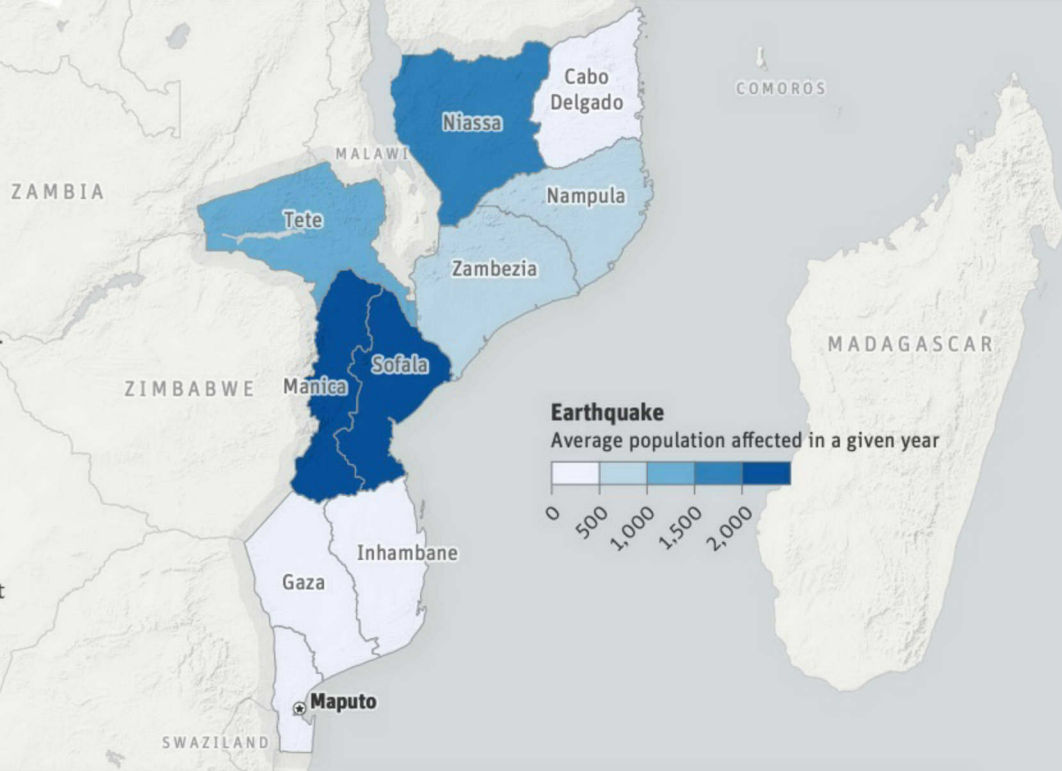 Cabo
Delgado
COMOROS
Niassa
MALAWI
ZAMBIA
Nampula
Tete
Zambezia
MADAGASCAR
Sofala
ZIMBABWE
Manica
Earthquake
Average population affected in a given year
0
500
1,000
1,500
2,000
Inhambane
Gaza
t
Maputo
SWAZILAND